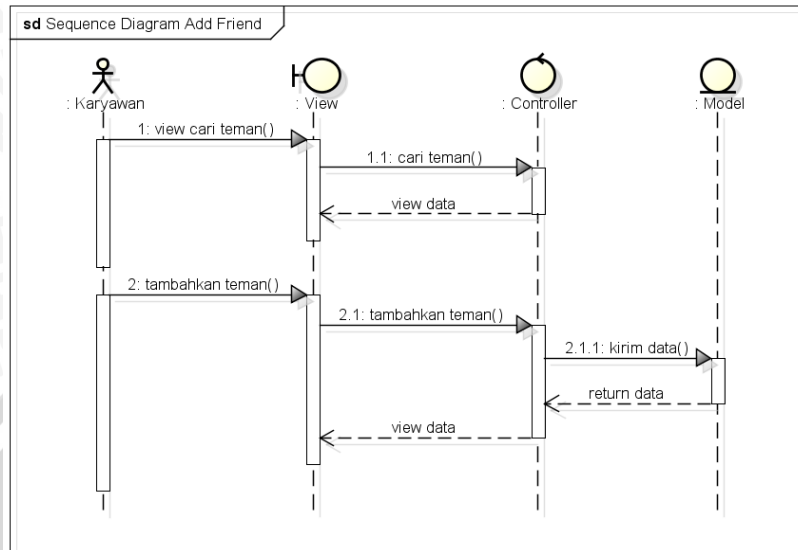 sd Sequence Diagram Add Friend
: Karyawan
: View
: Controller
: Model
1: view cari teman()
1.1: cari teman()
view data
2: tambahkan teman()
2.1: tambahkan teman()
2.1.1: kirim data()
return data
view data